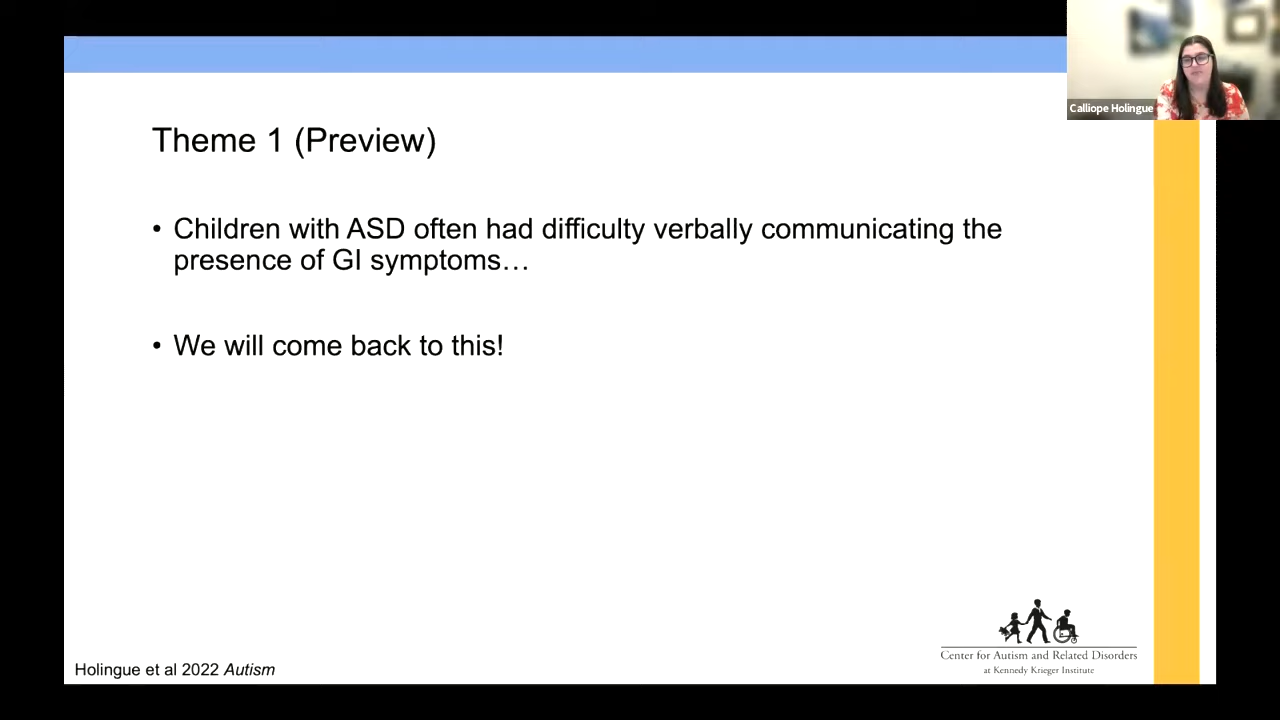 Calliope Holingue
Theme 1 (Preview)
• Children with ASD often had difficulty verbally communicating the
presence of GI symptoms…
• We will come back to this!
Center for Autism and Related Disorders
at Kennedy Krieger Institute
Holingue et al 2022 Autism